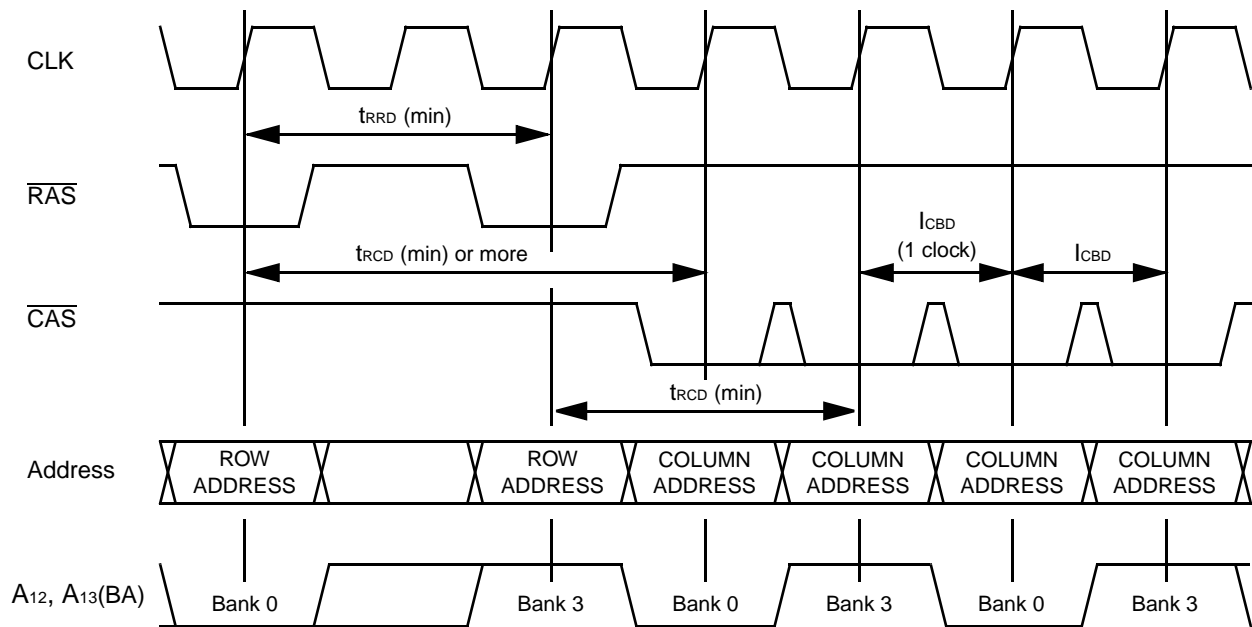 CLK
tRRD (min)
RAS
tRCD (min) or more
ICBD
(1 clock)
ICBD
CAS
tRCD (min)
Address
ROW
ADDRESS
ROW
ADDRESS
COLUMN
ADDRESS
COLUMN
ADDRESS
COLUMN
ADDRESS
COLUMN
ADDRESS
A12, A13(BA)
Bank 0
Bank 3
Bank 0
Bank 3
Bank 0
Bank 3